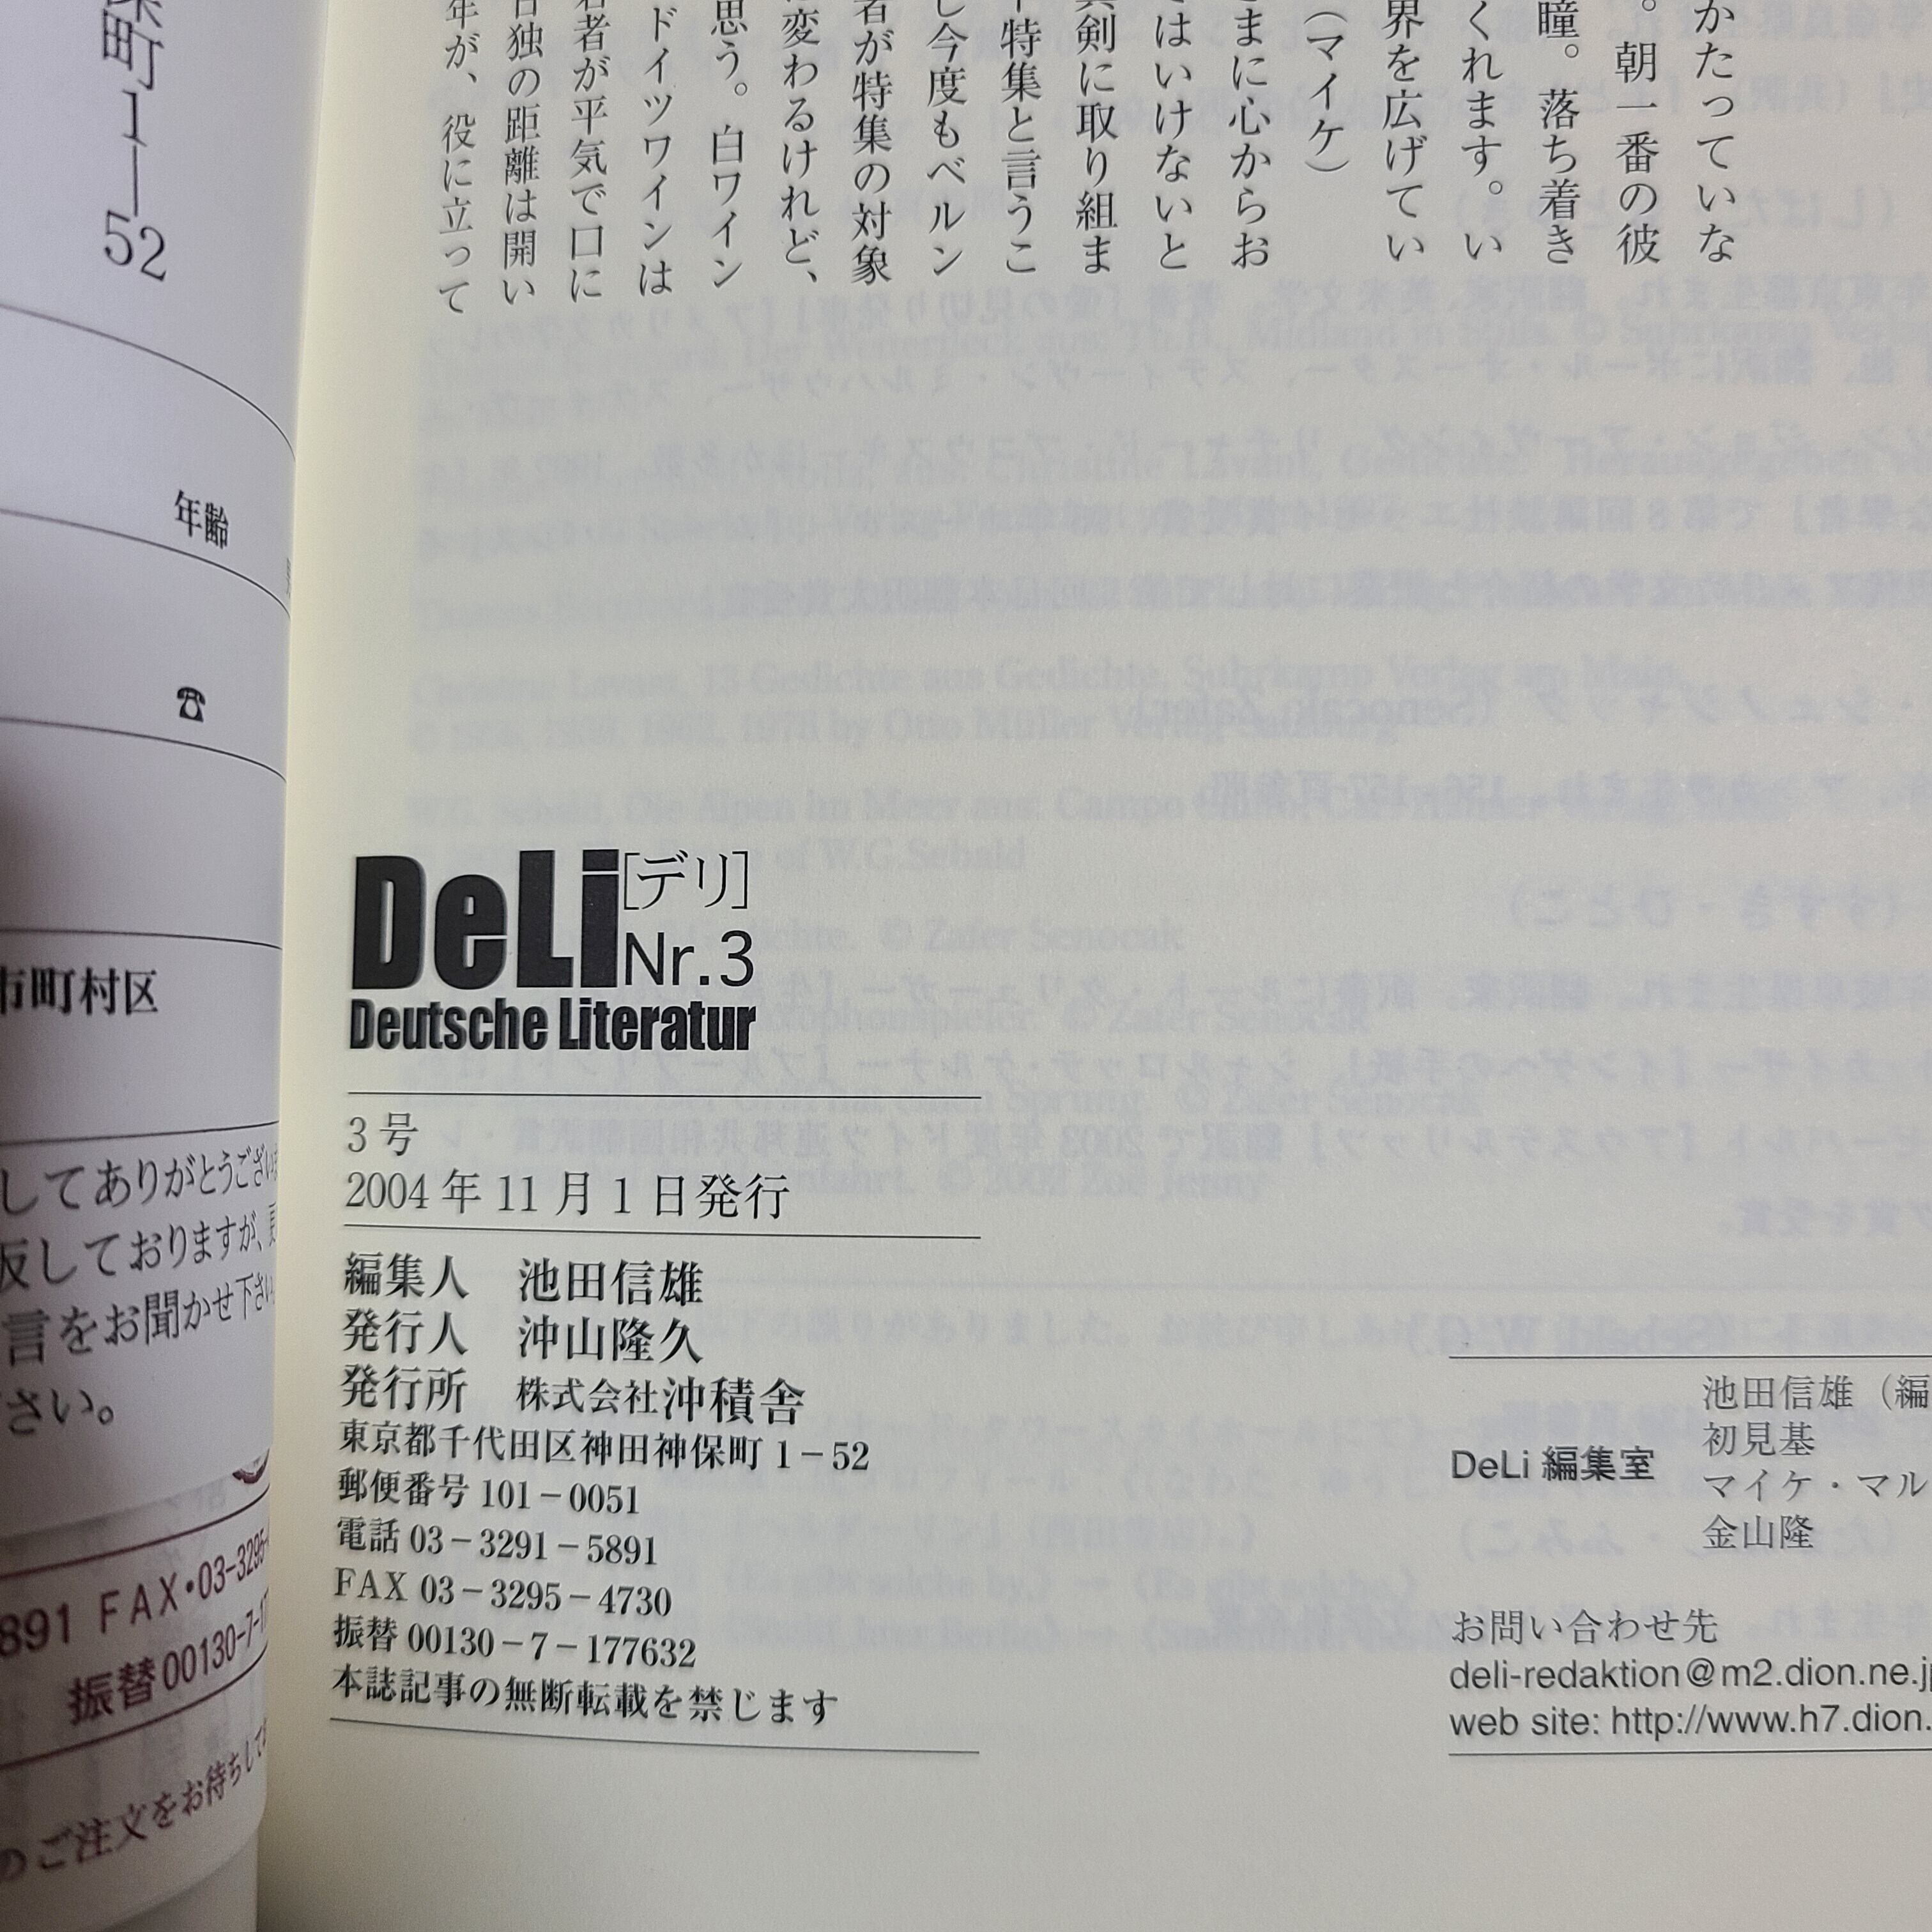 かたっていな
。朝一番の彼
瞳。落ち着き
くれます。い
界を広げてい
（マイケ）
まに心からお
はいけないと
真剣に取り組ま
特集と言うこ
し今度もベルン
者が特集の対象
変わるけれど、
思う。白ワイン
ドイツワインは
若者が平気で口に
日独の距離は開い
年が、役に立って
DeLi[デリ]
Nr.3
Deutsche Literatur
3号
2004年11月1日発行
編集人　池田信雄
発行人　沖山隆久
発行所　株式会社沖積舎
東京都千代田区神田神保町1−52
郵便番号 101−0051
電話 03−3291−5891
FAX 03−3295−4730
振替 00130−7−177632
本誌記事の無断転載を禁じます
DeLi 編集室
池田信雄（編
初見基
マイケ・マル
金山隆
お問い合わせ先
deli-redaktion@m2.dion.ne.jp
web site: http://www.h7.dion.
町1—52
年齢
☎
市町村区
してありがとうござい
しておりますが、
言をお聞かせ下さい
さい。
891 FAX・03-3295-
振替00130-7-17
のご注文をお待ちして